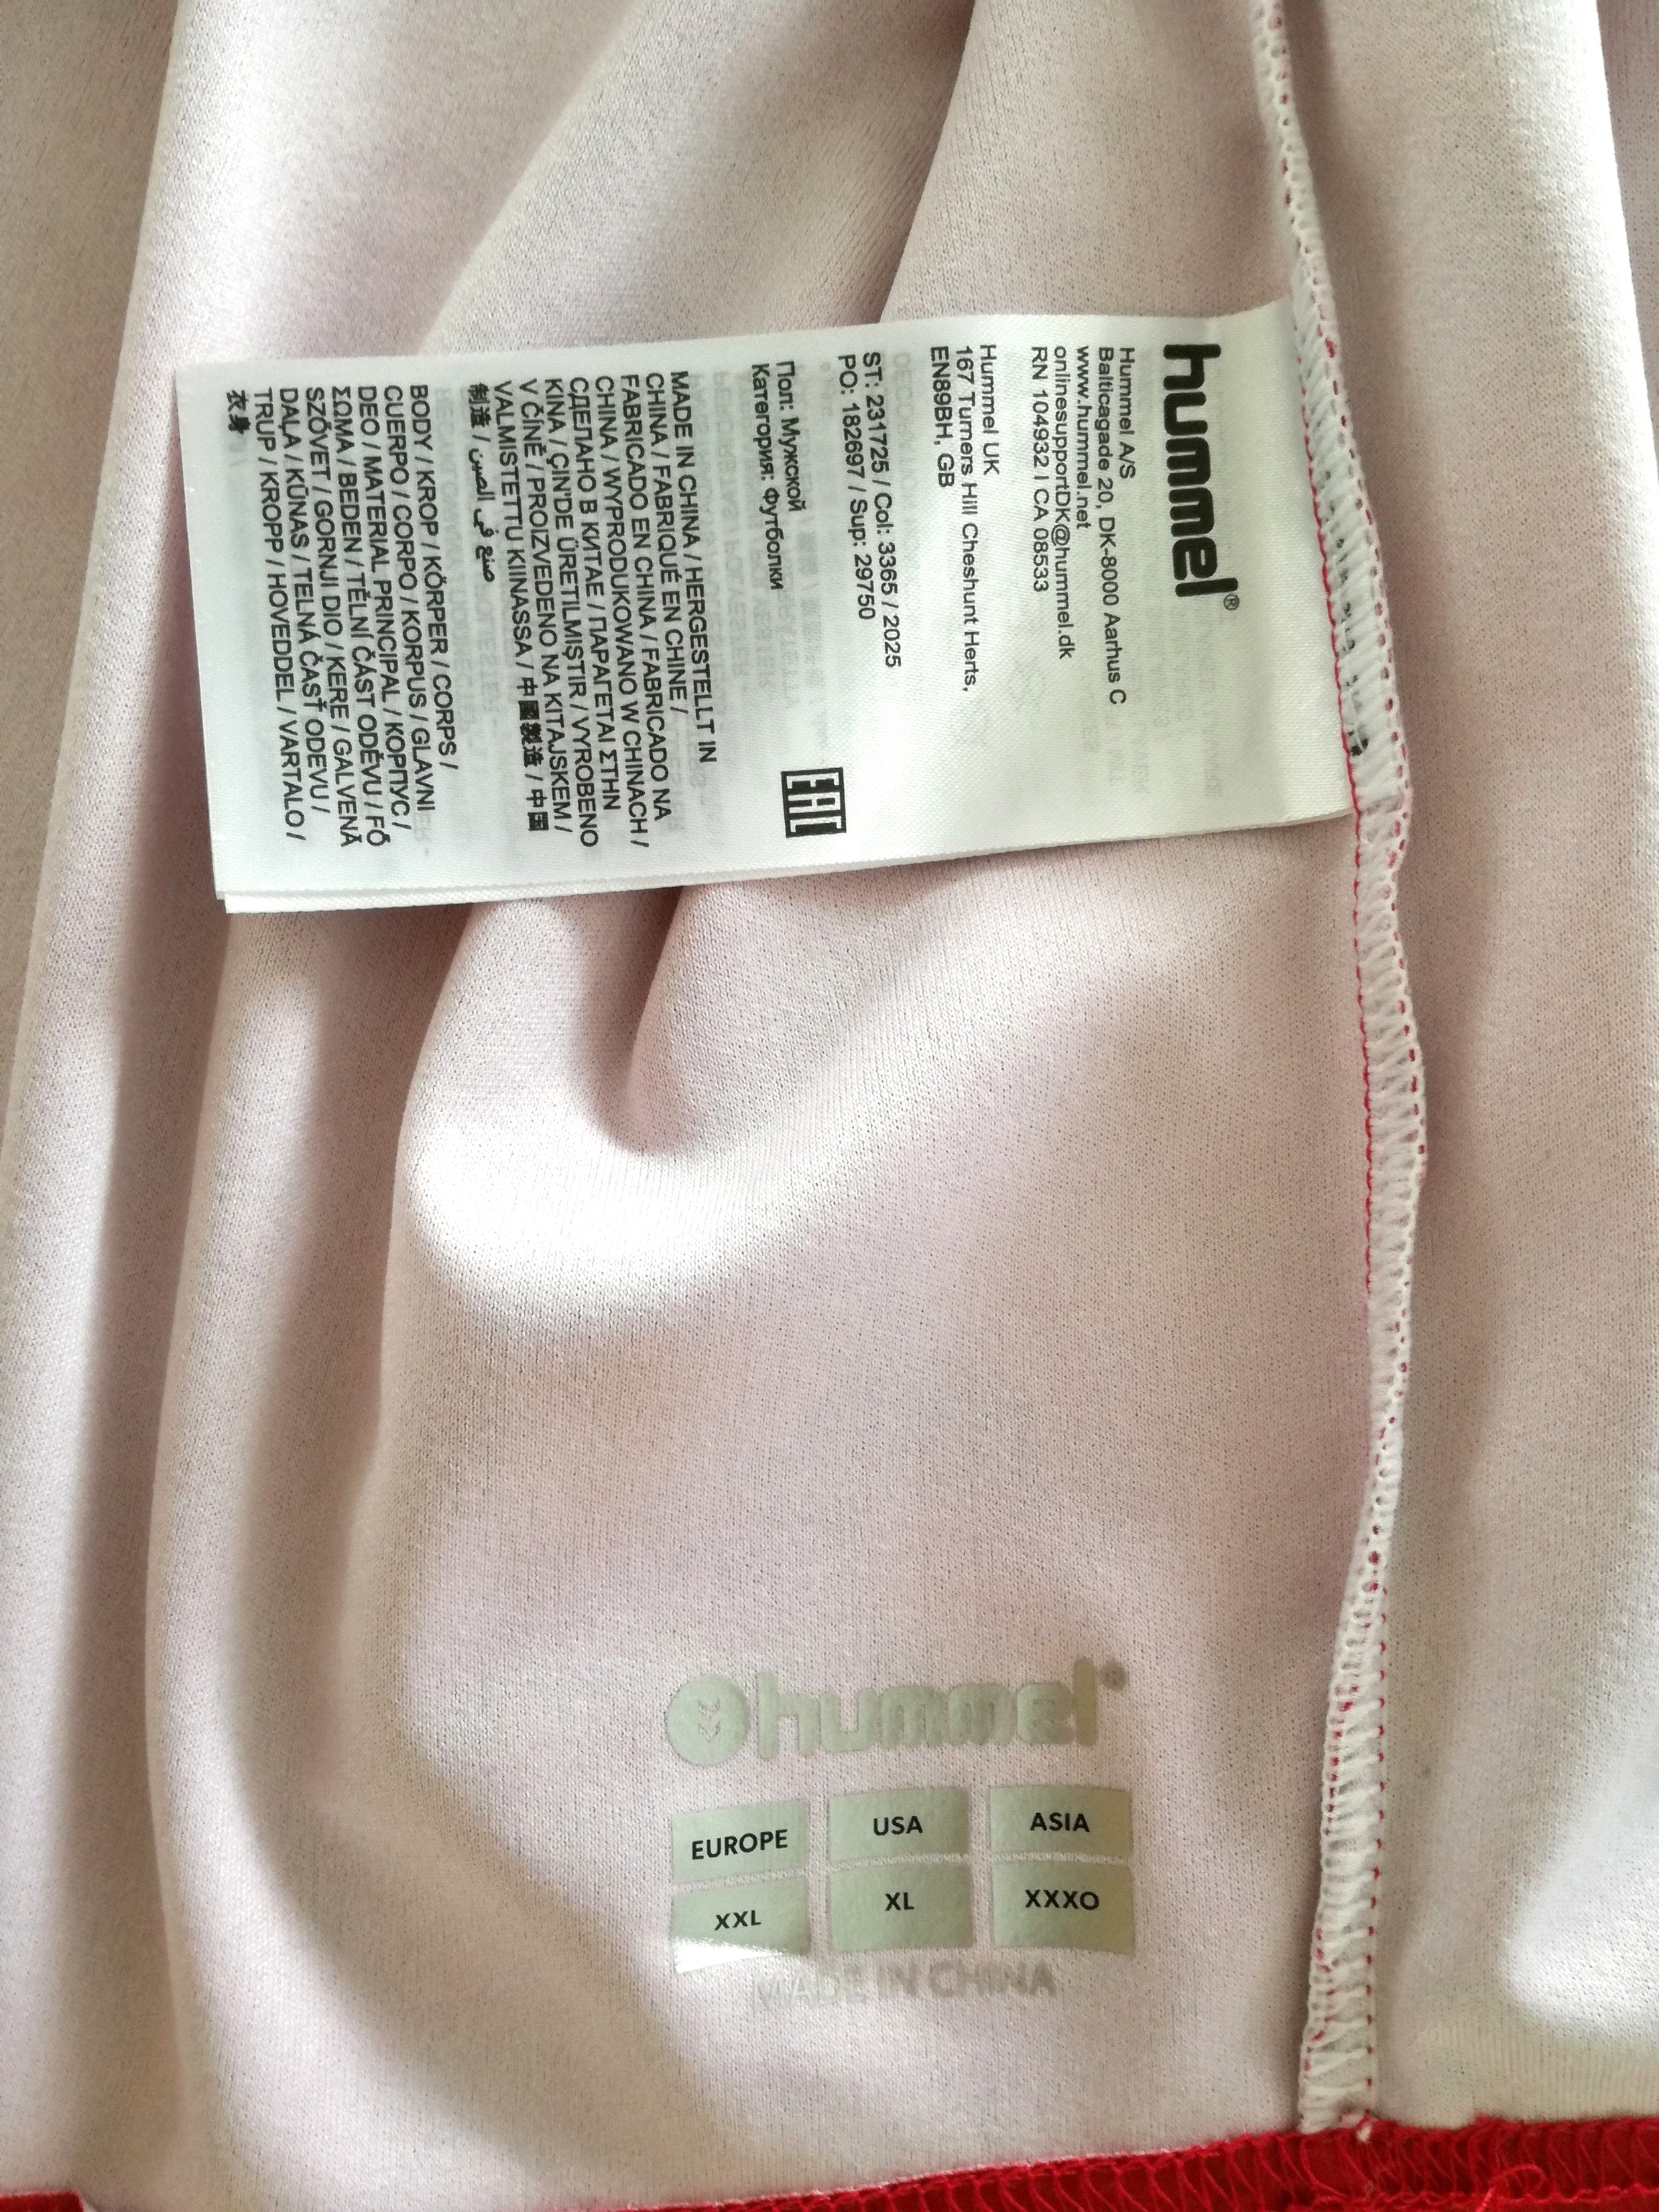 hummel®
Hummel A/S
Balticagade 20, DK-8000 Aarhus C
www.hummel.net
onlinesupportDK@hummel.dk
RN 104932 I CA 08533
Hummel UK
167 Turners Hill Cheshunt Herts,
EN89BH, GB
ST: 231725 / Col: 3365 / 2025
PO: 182697 / Sup: 29750
Пол: Мужской
Категория: Футболки
EAC
MADE IN CHINA / HERGESTELLT IN
CHINA / FABRIQUÉ EN CHINE /
FABRICADO EN CHINA / FABRICADO NA
CHINA / WYPRODUKOWANO W CHINACH /
СДЕЛАНО В КИТАЕ / ΠΑΡΑΓΕΤΑΙ ΣΤΗΝ
KINA / ÇIN'DE ÜRETILMIŞTIR / VYROBENO
V ČÍNĚ / PROIZVEDENO NA KITAJSKEM /
VALMISTETTU KIINASSA / 中國製造 / 中国
制造 / صنع في الصين
BODY / KROP / KÖRPER / CORPS /
CUERPO / CORPO / KORPUS / GLAVNI
DEO / MATERIAL PRINCIPAL / КОРПУС /
ΣΩΜΑ / BEDEN / TĚLNÍ ČÁST ODĚVU / FŐ
SZÖVET / GORNJI DIO / KERE / GALVENĀ
DAĻA / KŪNAS / TELNÁ ČASŤ ODEVU /
TRUP / KROPP / HOVEDDEL / VARTALO /
衣身
hummel®
EUROPE USA ASIA
XXL XL XXXO
MADE IN CHINA